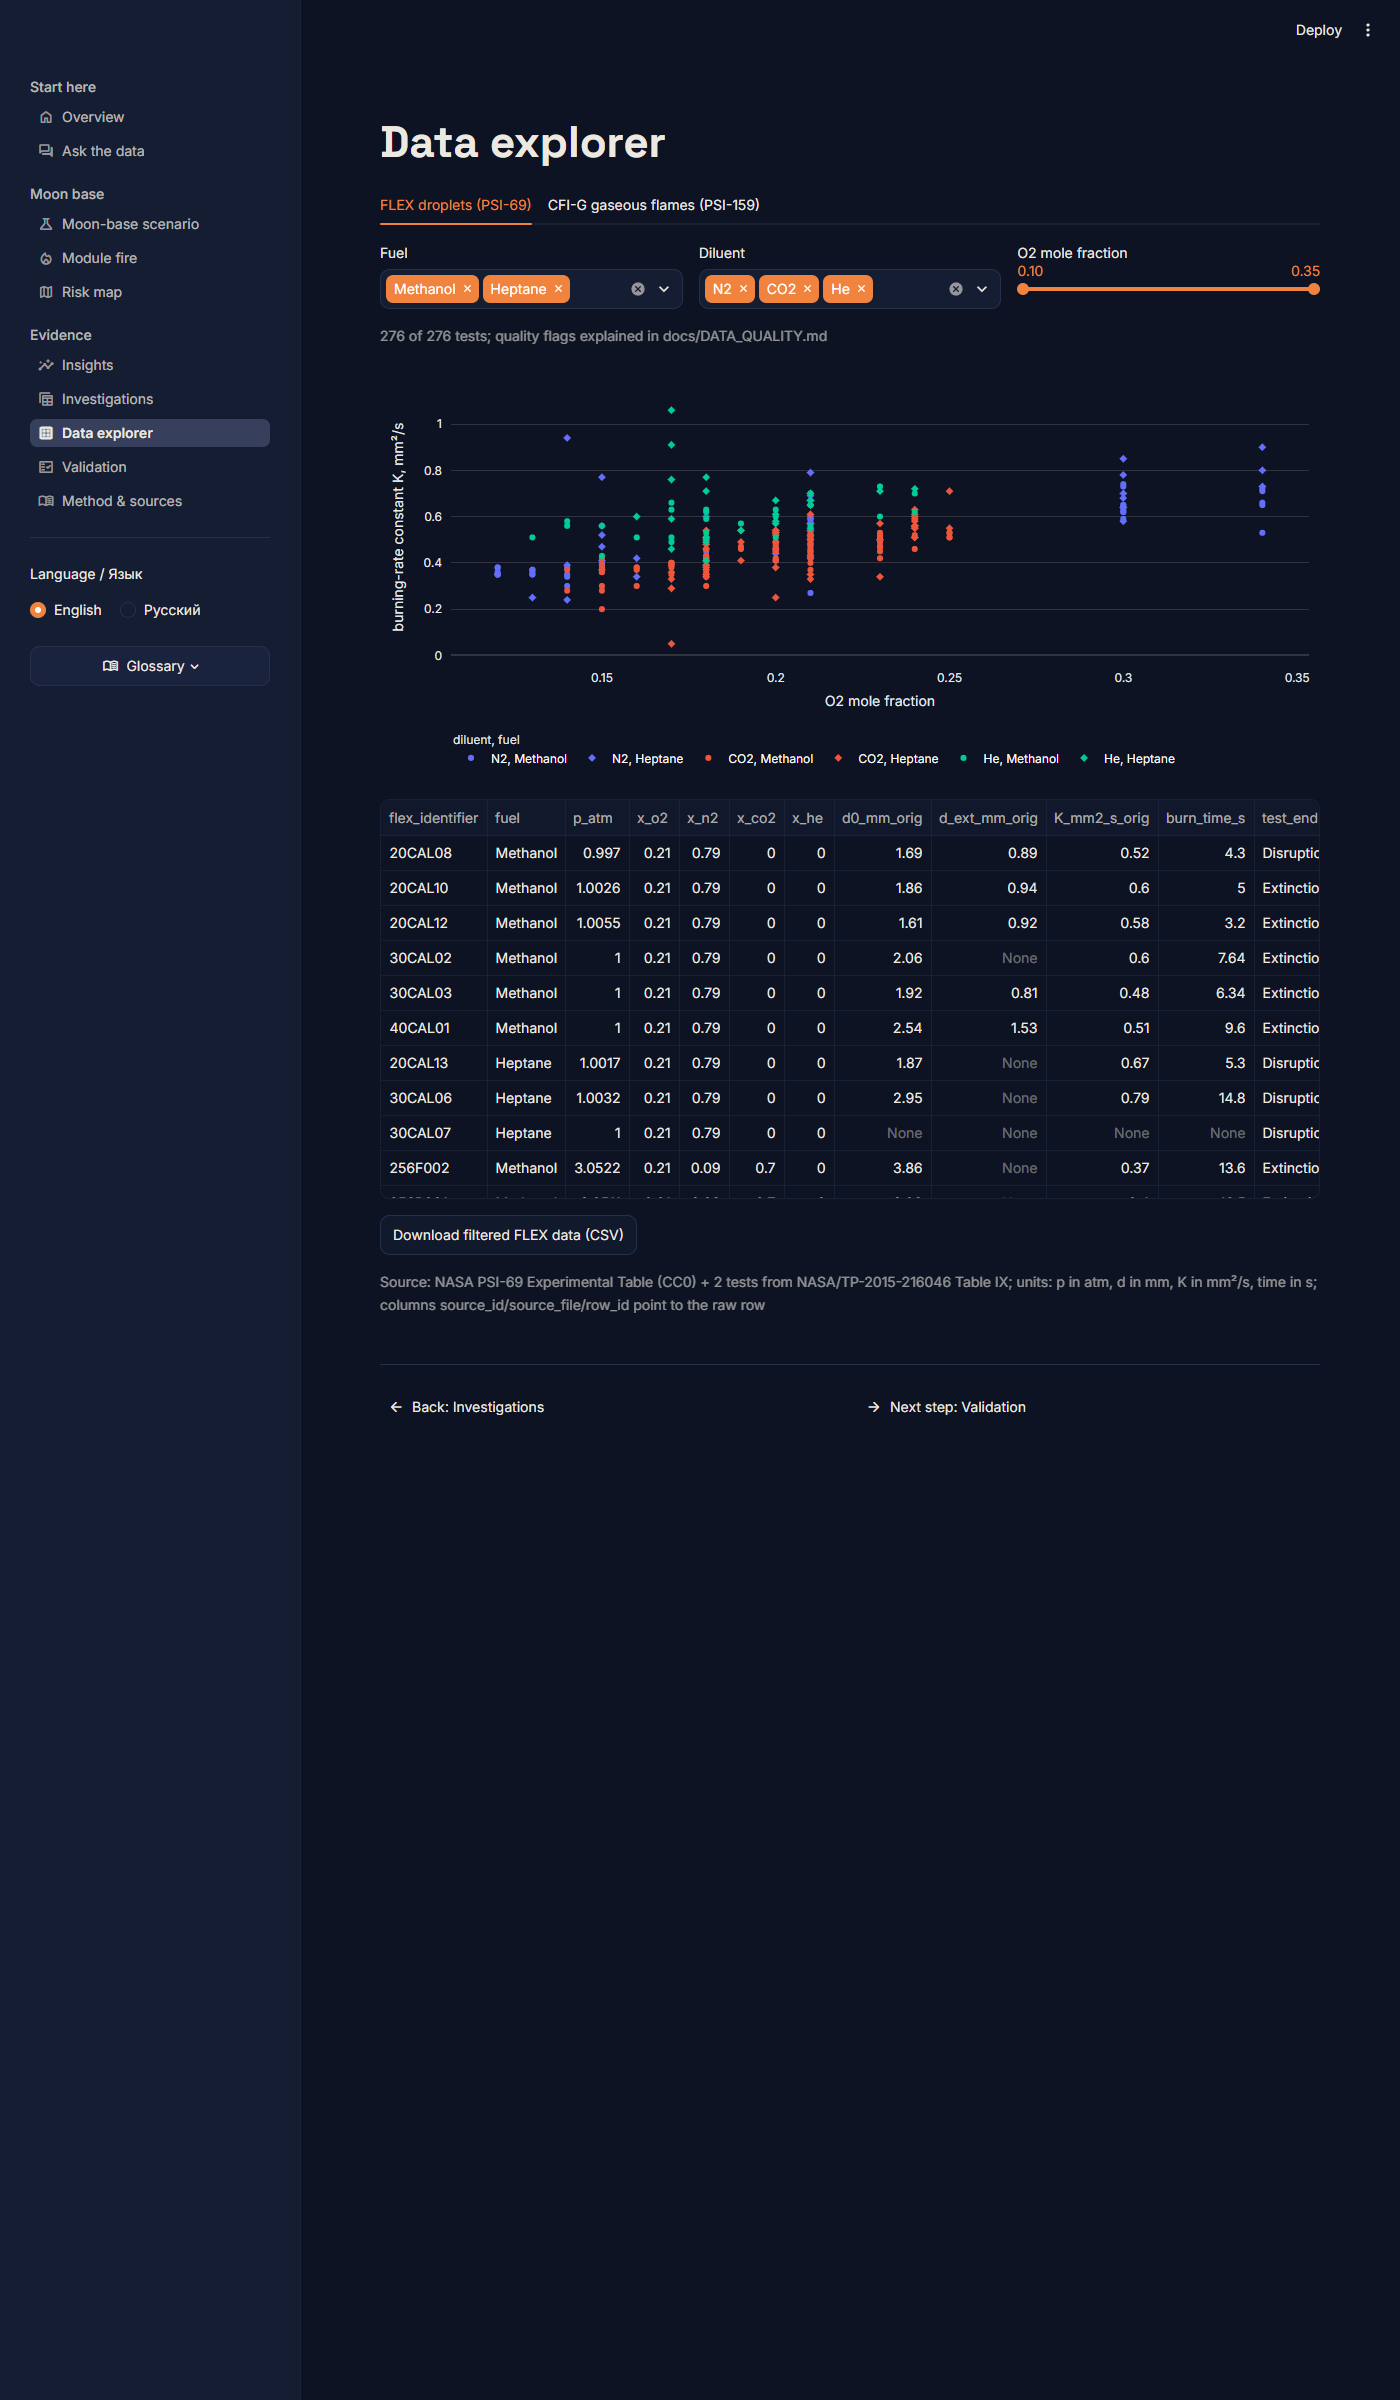 Deploy
Start here
Overview
Ask the data
Moon base
Moon-base scenario
Module fire
Risk map
Evidence
Insights
Investigations
Data explorer
Validation
Method & sources
Language / Язык
English Русский
Glossary
Data explorer
FLEX droplets (PSI-69) CFI-G gaseous flames (PSI-159)
Fuel Diluent O2 mole fraction
0.10 0.35
Methanol Heptane N2 CO2 He
276 of 276 tests; quality flags explained in docs/DATA_QUALITY.md
burning-rate constant K, mm²/s
1
0.8
0.6
0.4
0.2
0
0.15 0.2 0.25 0.3 0.35
O2 mole fraction
diluent, fuel
N2, Methanol N2, Heptane CO2, Methanol CO2, Heptane He, Methanol He, Heptane
flex_identifier fuel p_atm x_o2 x_n2 x_co2 x_he d0_mm_orig d_ext_mm_orig K_mm2_s_orig burn_time_s test_end
20CAL08 Methanol 0.997 0.21 0.79 0 0 1.69 0.89 0.52 4.3 Disruptic
20CAL10 Methanol 1.0026 0.21 0.79 0 0 1.86 0.94 0.6 5 Extinctio
20CAL12 Methanol 1.0055 0.21 0.79 0 0 1.61 0.92 0.58 3.2 Extinctio
30CAL02 Methanol 1 0.21 0.79 0 0 2.06 None 0.6 7.64 Extinctio
30CAL03 Methanol 1 0.21 0.79 0 0 1.92 0.81 0.48 6.34 Extinctio
40CAL01 Methanol 1 0.21 0.79 0 0 2.54 1.53 0.51 9.6 Extinctio
20CAL13 Heptane 1.0017 0.21 0.79 0 0 1.87 None 0.67 5.3 Disruptic
30CAL06 Heptane 1.0032 0.21 0.79 0 0 2.95 None 0.79 14.8 Disruptic
30CAL07 Heptane 1 0.21 0.79 0 0 None None None None Disruptic
256F002 Methanol 3.0522 0.21 0.09 0.7 0 3.86 None 0.37 13.6 Extinctio
Download filtered FLEX data (CSV)
Source: NASA PSI-69 Experimental Table (CC0) + 2 tests from NASA/TP-2015-216046 Table IX; units: p in atm, d in mm, K in mm²/s, time in s;
columns source_id/source_file/row_id point to the raw row
Back: Investigations Next step: Validation